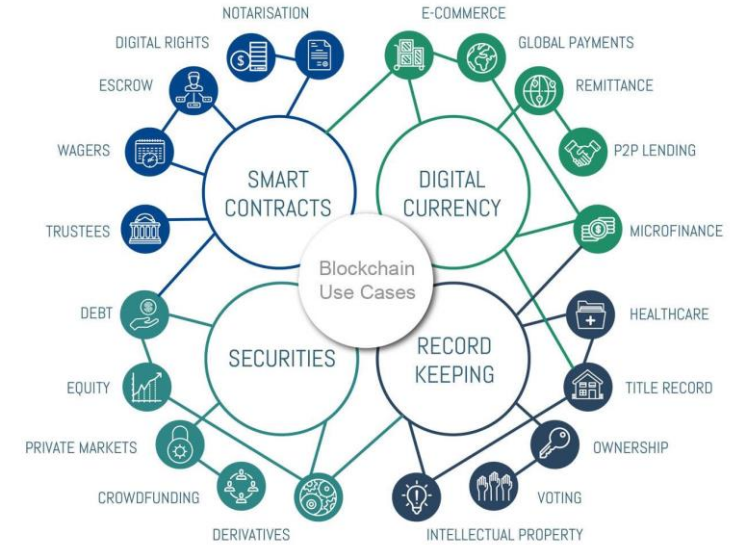 NOTARISATION
E-COMMERCE
DIGITAL RIGHTS
GLOBAL PAYMENTS
ESCROW
REMITTANCE
WAGERS
P2P LENDING
SMART
CONTRACTS
DIGITAL
CURRENCY
TRUSTEES
MICROFINANCE
Blockchain
Use Cases
DEBT
HEALTHCARE
SECURITIES
RECORD
KEEPING
EQUITY
TITLE RECORD
PRIVATE MARKETS
OWNERSHIP
CROWDFUNDING
VOTING
DERIVATIVES
INTELLECTUAL PROPERTY